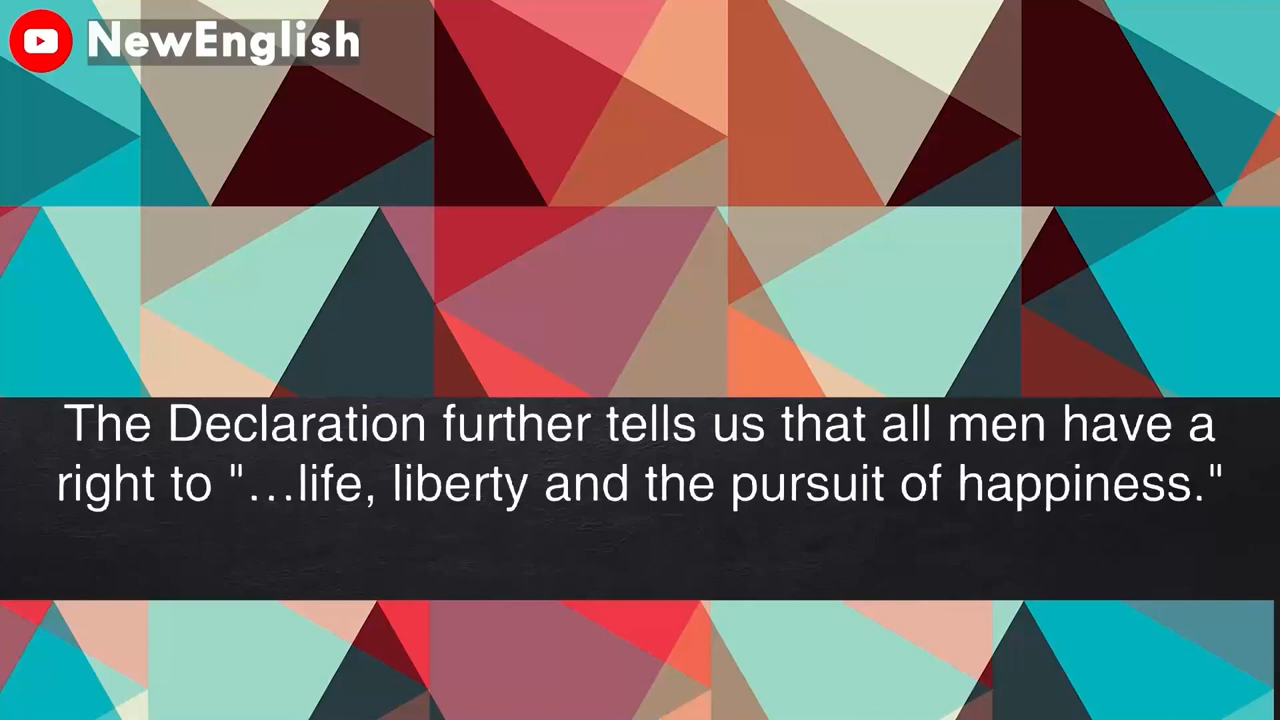 NewEnglish
The Declaration further tells us that all men have a
right to "…life, liberty and the pursuit of happiness."